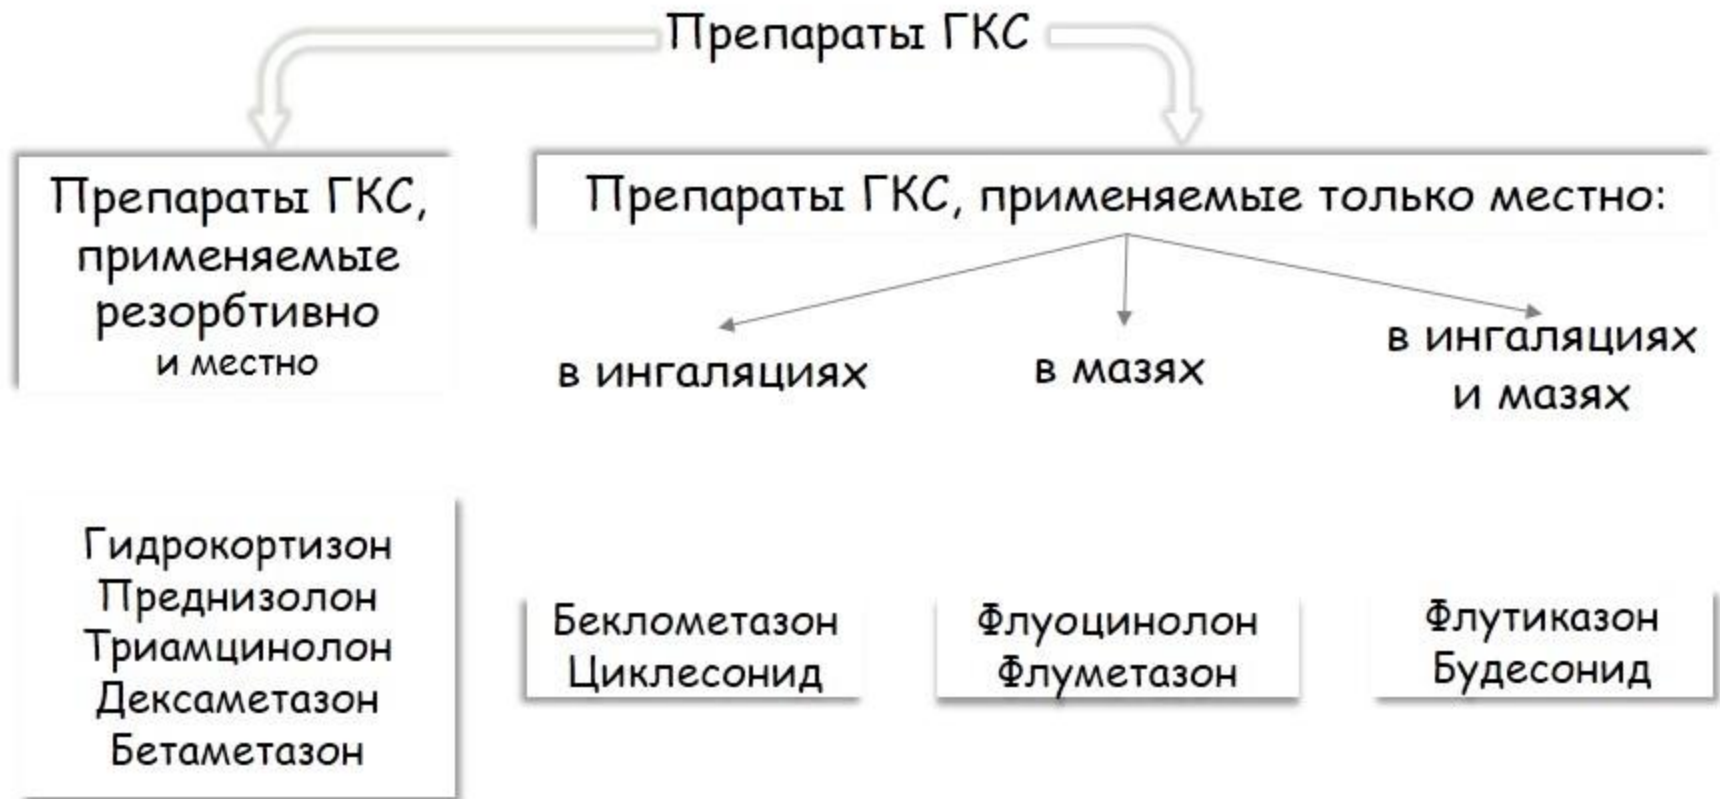 Препараты ГКС
Препараты ГКС,
применяемые
резорбтивно
и местно
Препараты ГКС, применяемые только местно:
в ингаляциях
в мазях
в ингаляциях
и мазях
Гидрокортизон
Преднизолон
Триамцинолон
Дексаметазон
Бетаметазон
Беклометазон
Циклесонид
Флуоцинолон
Флуметазон
Флутиказон
Будесонид